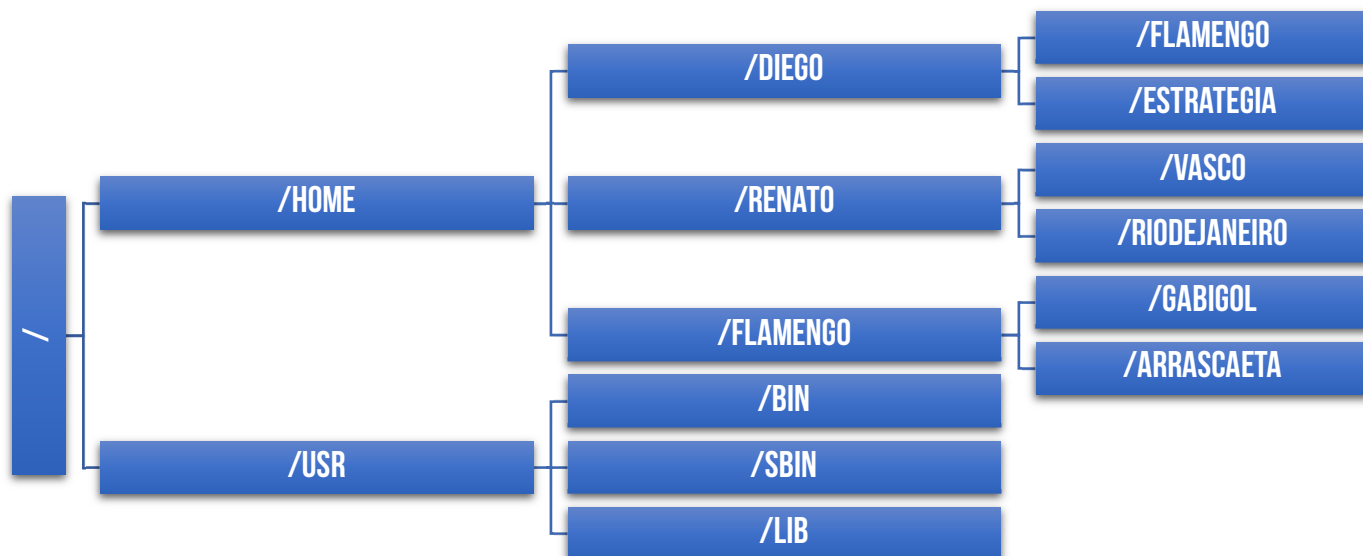 /
/HOME
/DIEGO
/FLAMENGO
/ESTRATEGIA
/RENATO
/VASCO
/RIODEJANEIRO
/FLAMENGO
/GABIGOL
/ARRASCAETA
/USR
/BIN
/SBIN
/LIB